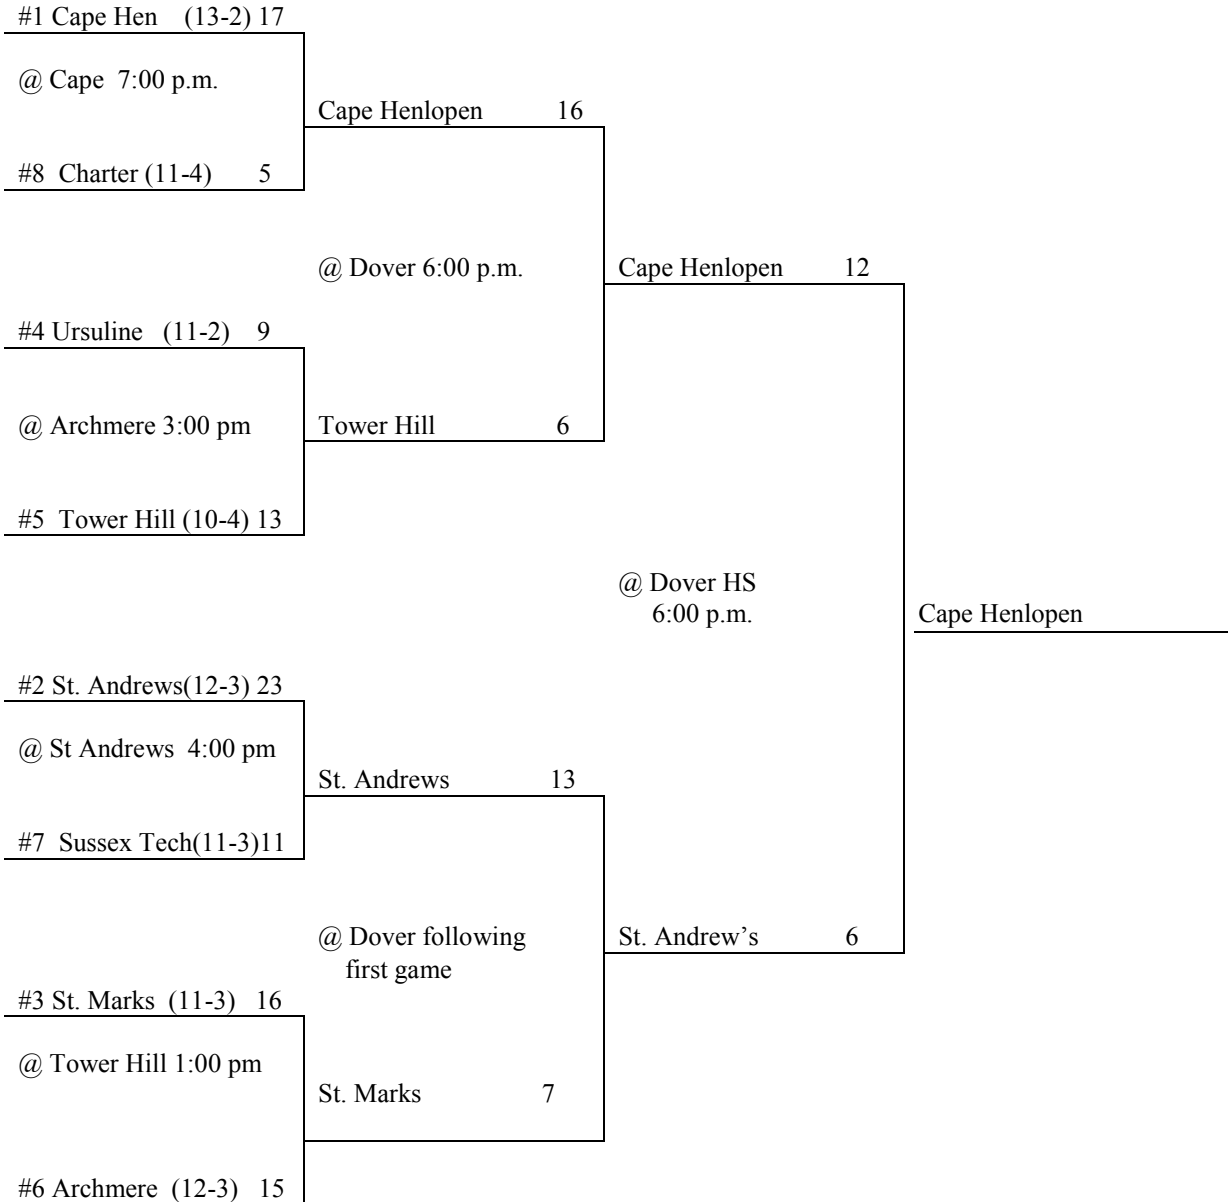 #1 Cape Hen (13-2) 17
@ Cape 7:00 p.m.
Cape Henlopen 16
#8 Charter (11-4) 5
@ Dover 6:00 p.m.
Cape Henlopen 12
#4 Ursuline (11-2) 9
@ Archmere 3:00 pm
Tower Hill 6
#5 Tower Hill (10-4) 13
@ Dover HS
6:00 p.m.
Cape Henlopen
#2 St. Andrews(12-3) 23
@ St Andrews 4:00 pm
St. Andrews 13
#7 Sussex Tech(11-3)11
@ Dover following
first game
St. Andrew’s 6
#3 St. Marks (11-3) 16
@ Tower Hill 1:00 pm
St. Marks 7
#6 Archmere (12-3) 15